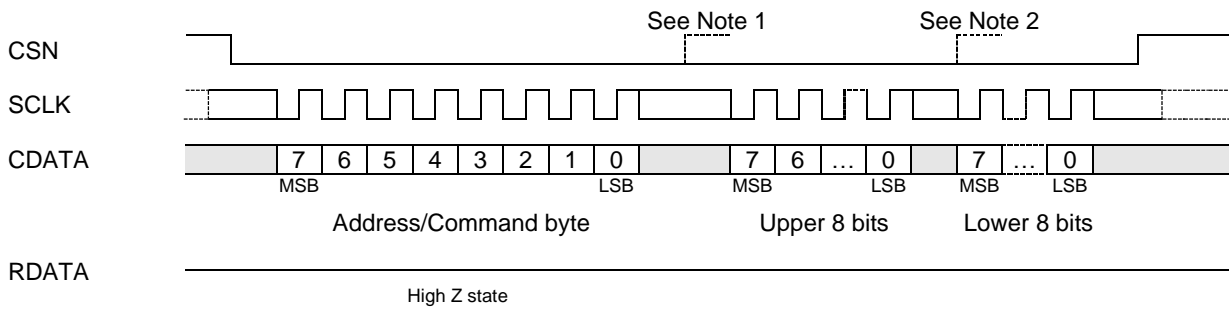 See Note 1 See Note 2
CSN
SCLK
CDATA 7 6 5 4 3 2 1 0 7 6 … 0 7 … 0
MSB LSB MSB LSB MSB LSB
Address/Command byte Upper 8 bits Lower 8 bits
RDATA
High Z state